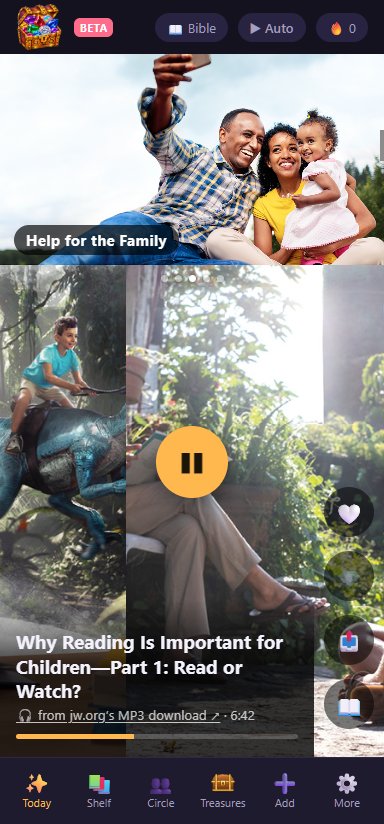 BETA
Bible
Auto
0
Help for the Family
Why Reading Is Important for
Children—Part 1: Read or
Watch?
from jw.org's MP3 download ↗ · 6:42
Today
Shelf
Circle
Treasures
Add
More